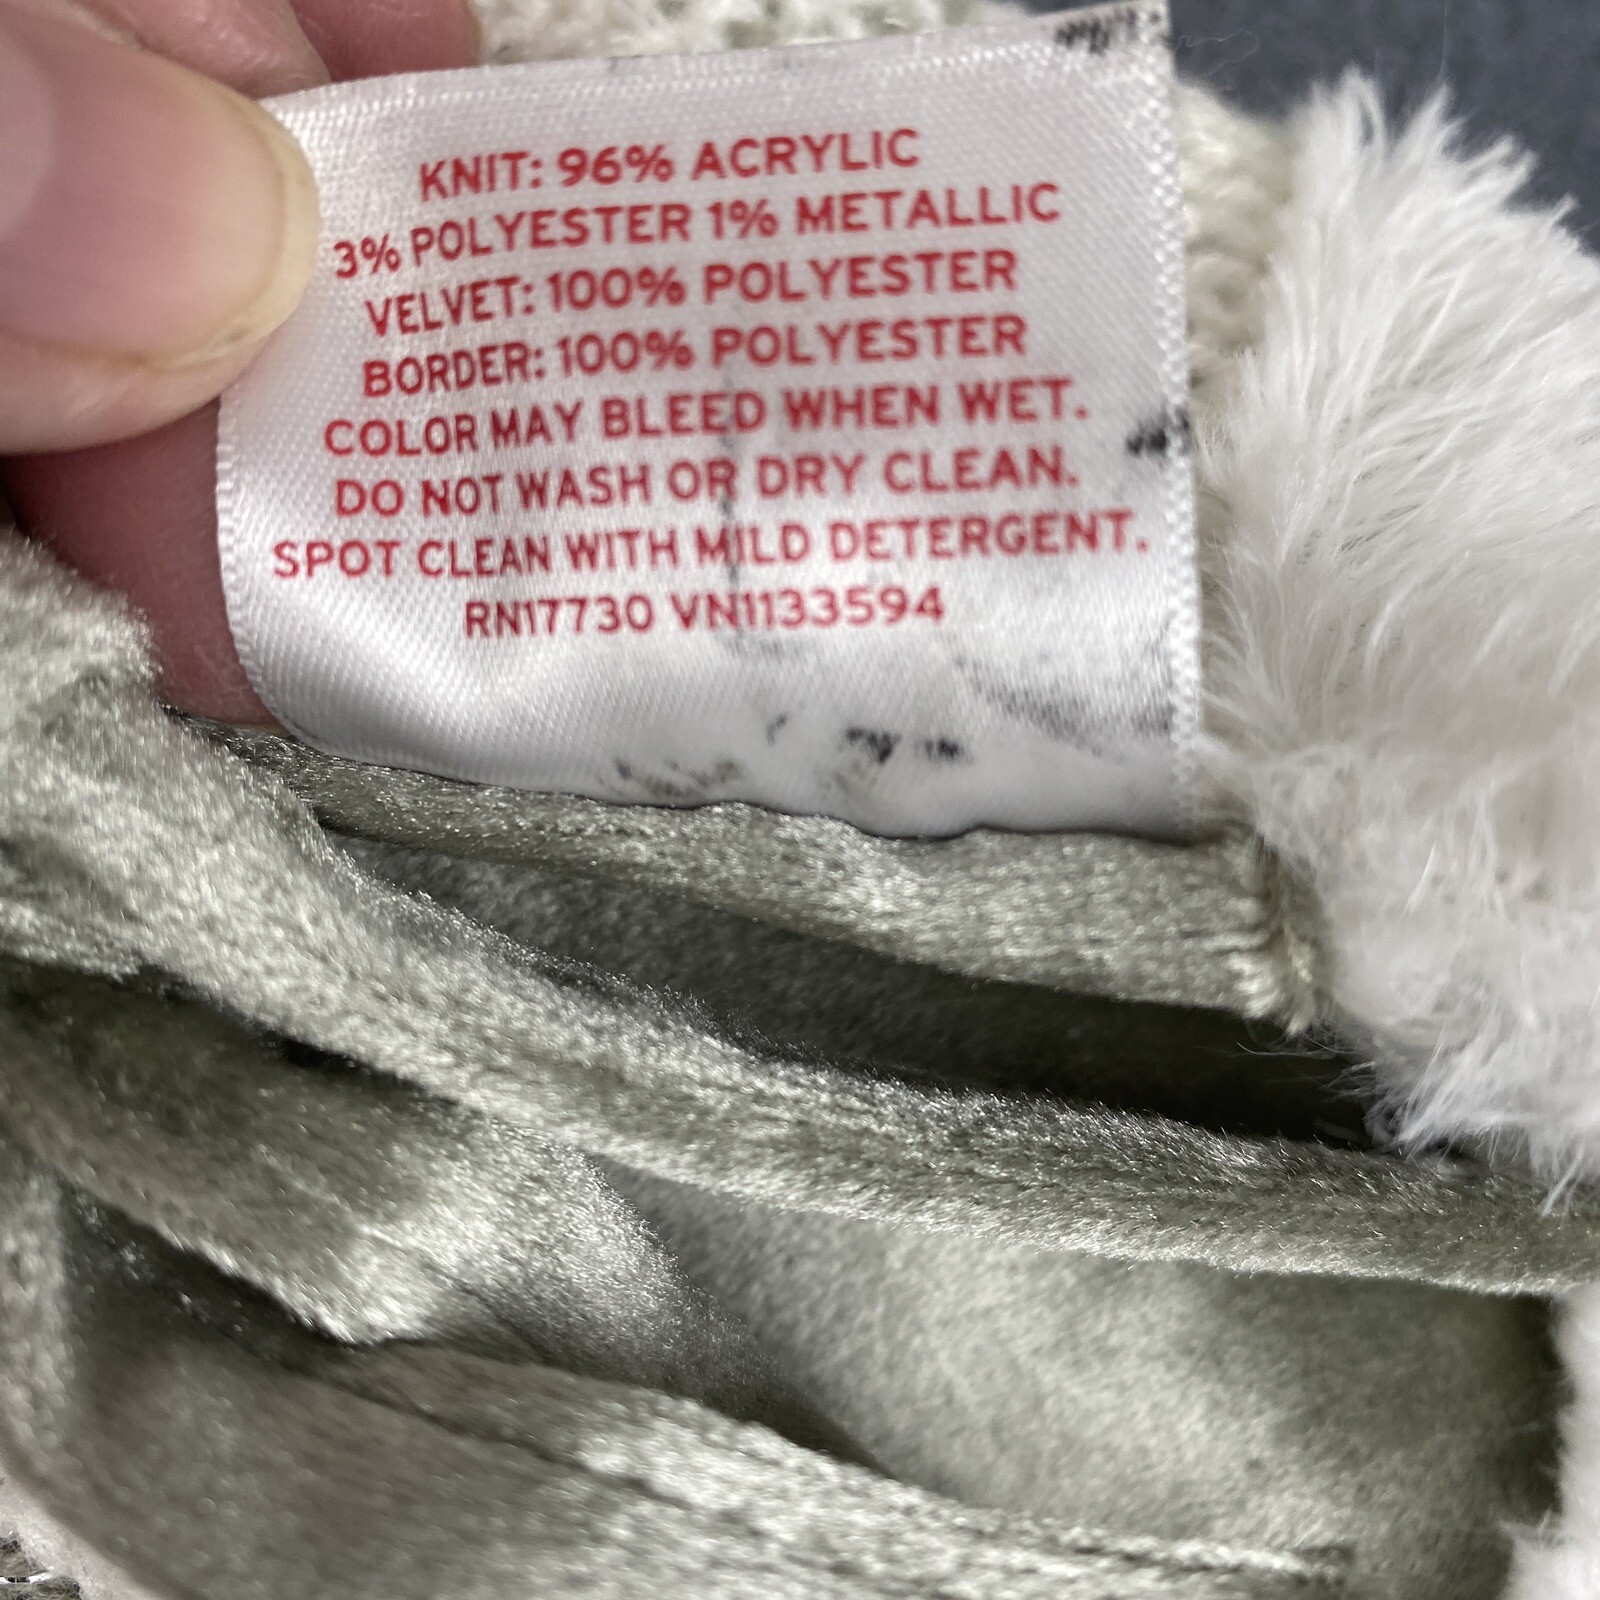 KNIT: 96% ACRYLIC
3% POLYESTER 1% METALLIC
VELVET: 100% POLYESTER
BORDER: 100% POLYESTER
COLOR MAY BLEED WHEN WET.
DO NOT WASH OR DRY CLEAN.
SPOT CLEAN WITH MILD DETERGENT.
RN17730 VN1133594